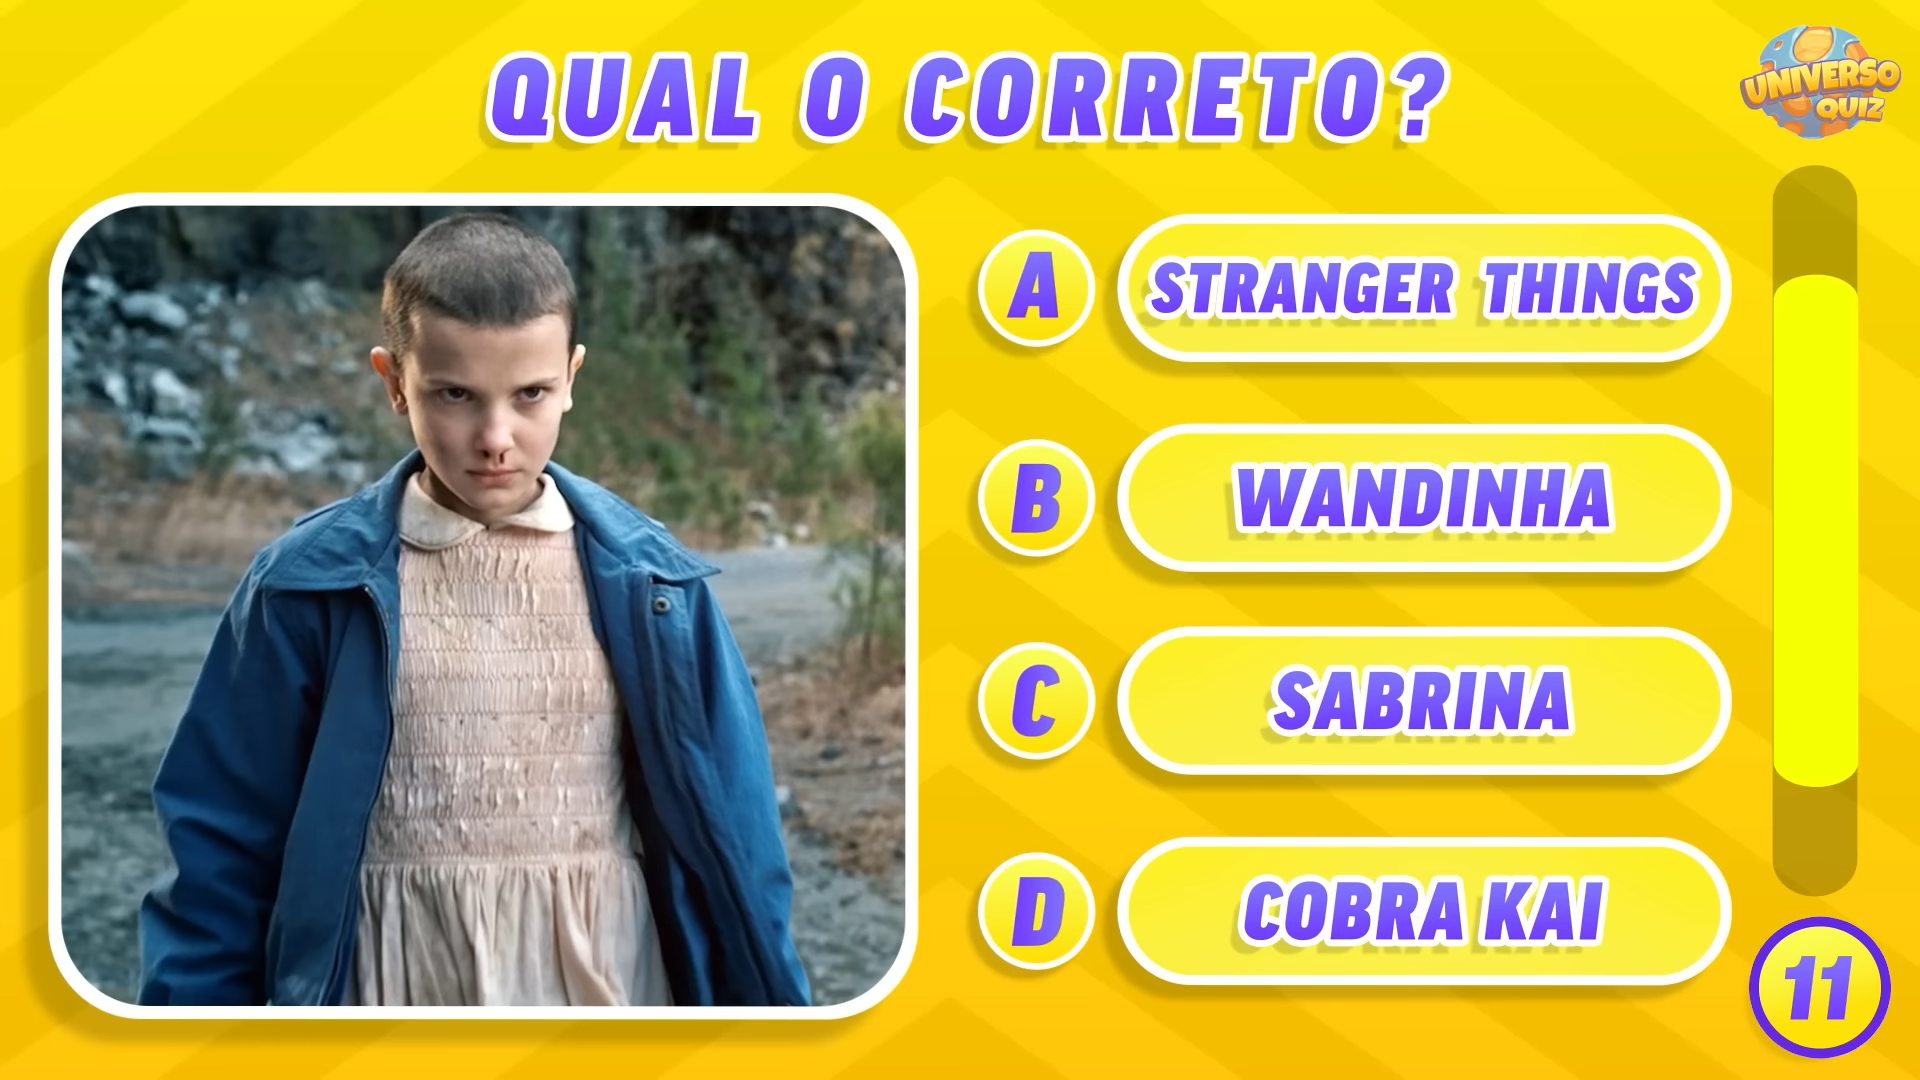 QUAL O CORRETO?
UNIVERSO
QUIZ
A STRANGER THINGS
B WANDINHA
C SABRINA
D COBRA KAI
11